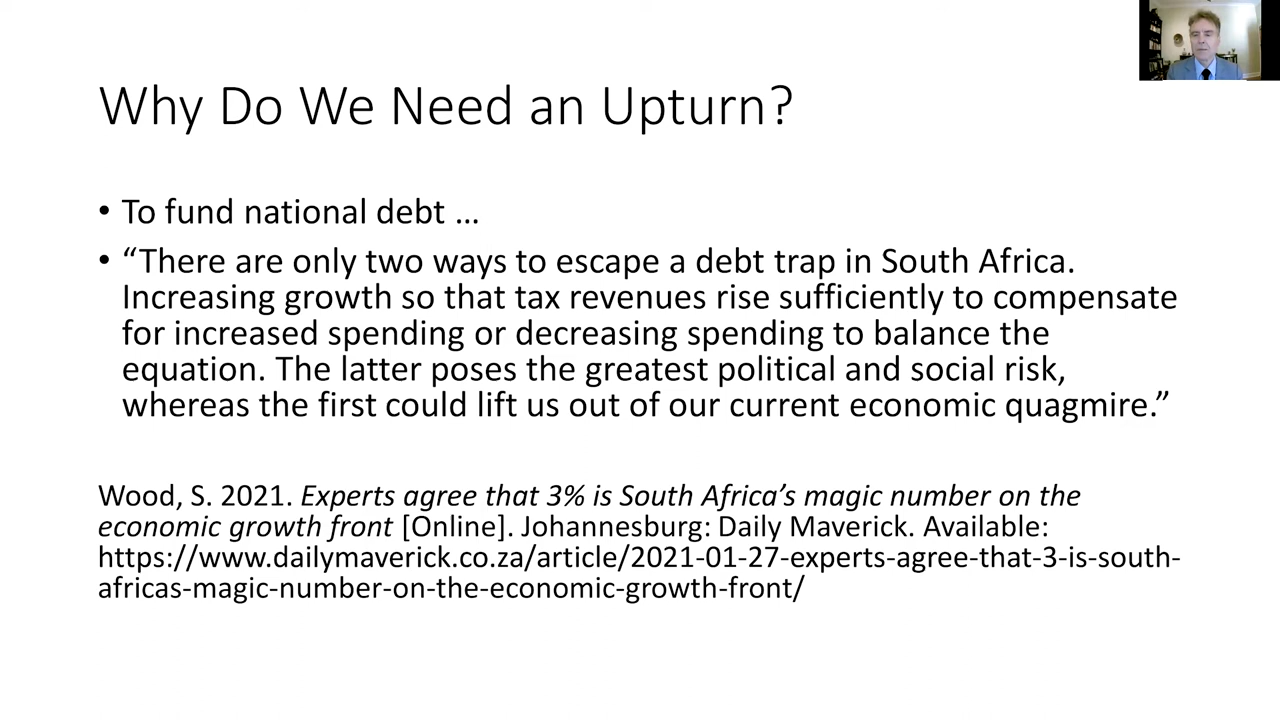 Why Do We Need an Upturn?
• To fund national debt …
• “There are only two ways to escape a debt trap in South Africa.
Increasing growth so that tax revenues rise sufficiently to compensate
for increased spending or decreasing spending to balance the
equation. The latter poses the greatest political and social risk,
whereas the first could lift us out of our current economic quagmire.”
Wood, S. 2021. Experts agree that 3% is South Africa’s magic number on the
economic growth front [Online]. Johannesburg: Daily Maverick. Available:
https://www.dailymaverick.co.za/article/2021-01-27-experts-agree-that-3-is-south-
africas-magic-number-on-the-economic-growth-front/